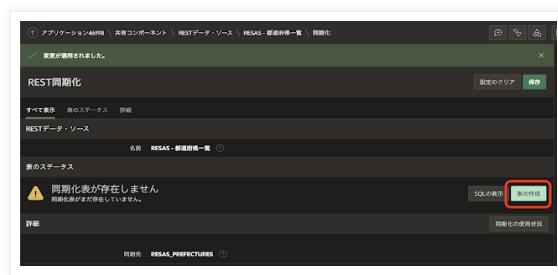 アプリケーション46198 \ 共有コンポーネント \ RESTデータ・ソース \ RESAS - 都道府県一覧 \ 同期化
変更が適用されました。
REST同期化
設定のクリア
保存
すべて表示 表のステータス 詳細
RESTデータ・ソース
名前 RESAS - 都道府県一覧
表のステータス
同期化表が存在しません
同期化表がまだ存在していません。
SQLの表示
表の作成
詳細
同期化の使用状況
同期先 RESAS_PREFECTURES